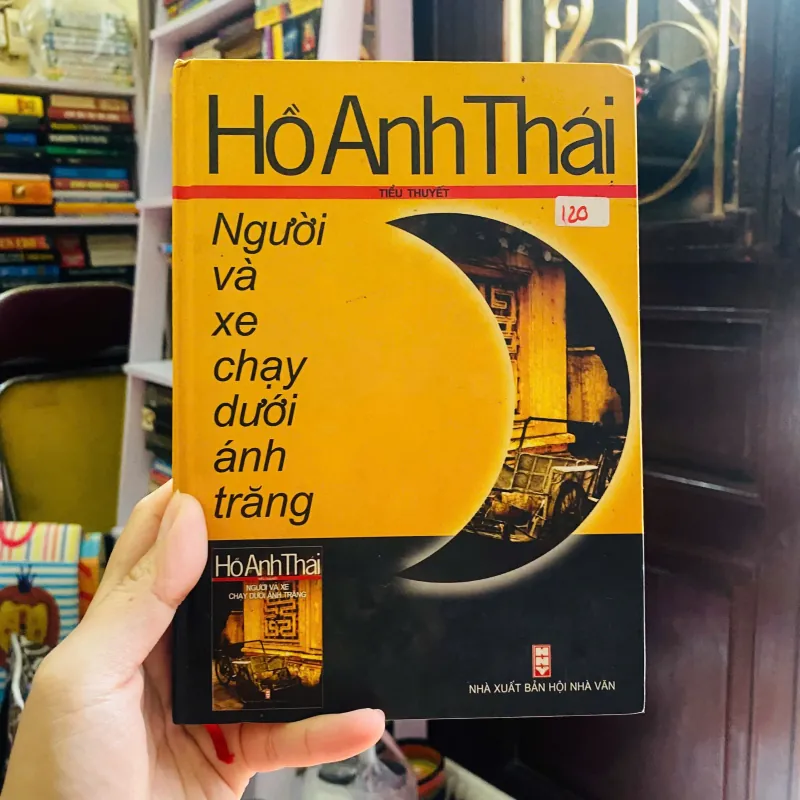 Hồ Anh Thái
TIỂU THUYẾT
120
Người
và
xe
chạy
dưới
ánh
trăng
Hồ Anh Thái
NGƯỜI VÀ XE
CHẠY DƯỚI ÁNH TRĂNG
HNV
NHÀ XUẤT BẢN HỘI NHÀ VĂN